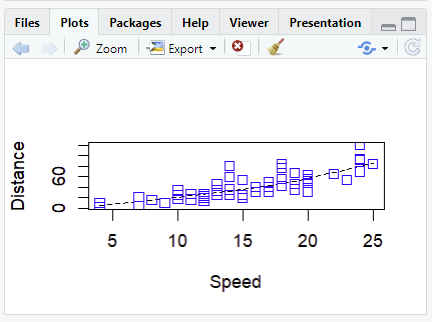 Files Plots Packages Help Viewer Presentation
Zoom Export
Distance
0 60
5 10 15 20 25
Speed